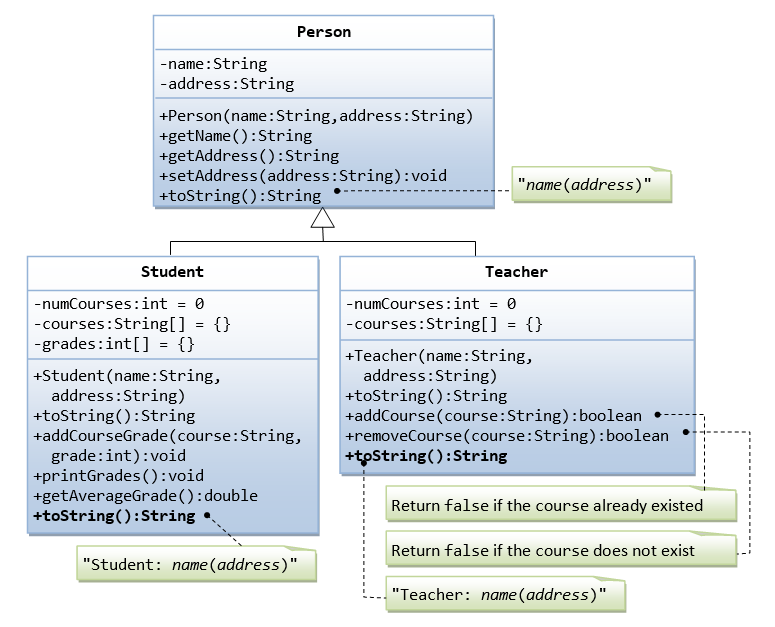 Person
-name:String
-address:String
+Person(name:String,address:String)
+getName():String
+getAddress():String
+setAddress(address:String):void
+toString():String
"name(address)"
Student
-numCourses:int = 0
-courses:String[] = {}
-grades:int[] = {}
+Student(name:String,
address:String)
+toString():String
+addCourseGrade(course:String,
grade:int):void
+printGrades():void
+getAverageGrade():double
+toString():String
"Student: name(address)"
Teacher
-numCourses:int = 0
-courses:String[] = {}
+Teacher(name:String,
address:String)
+toString():String
+addCourse(course:String):boolean
+removeCourse(course:String):boolean
+toString():String
Return false if the course already existed
Return false if the course does not exist
"Teacher: name(address)"